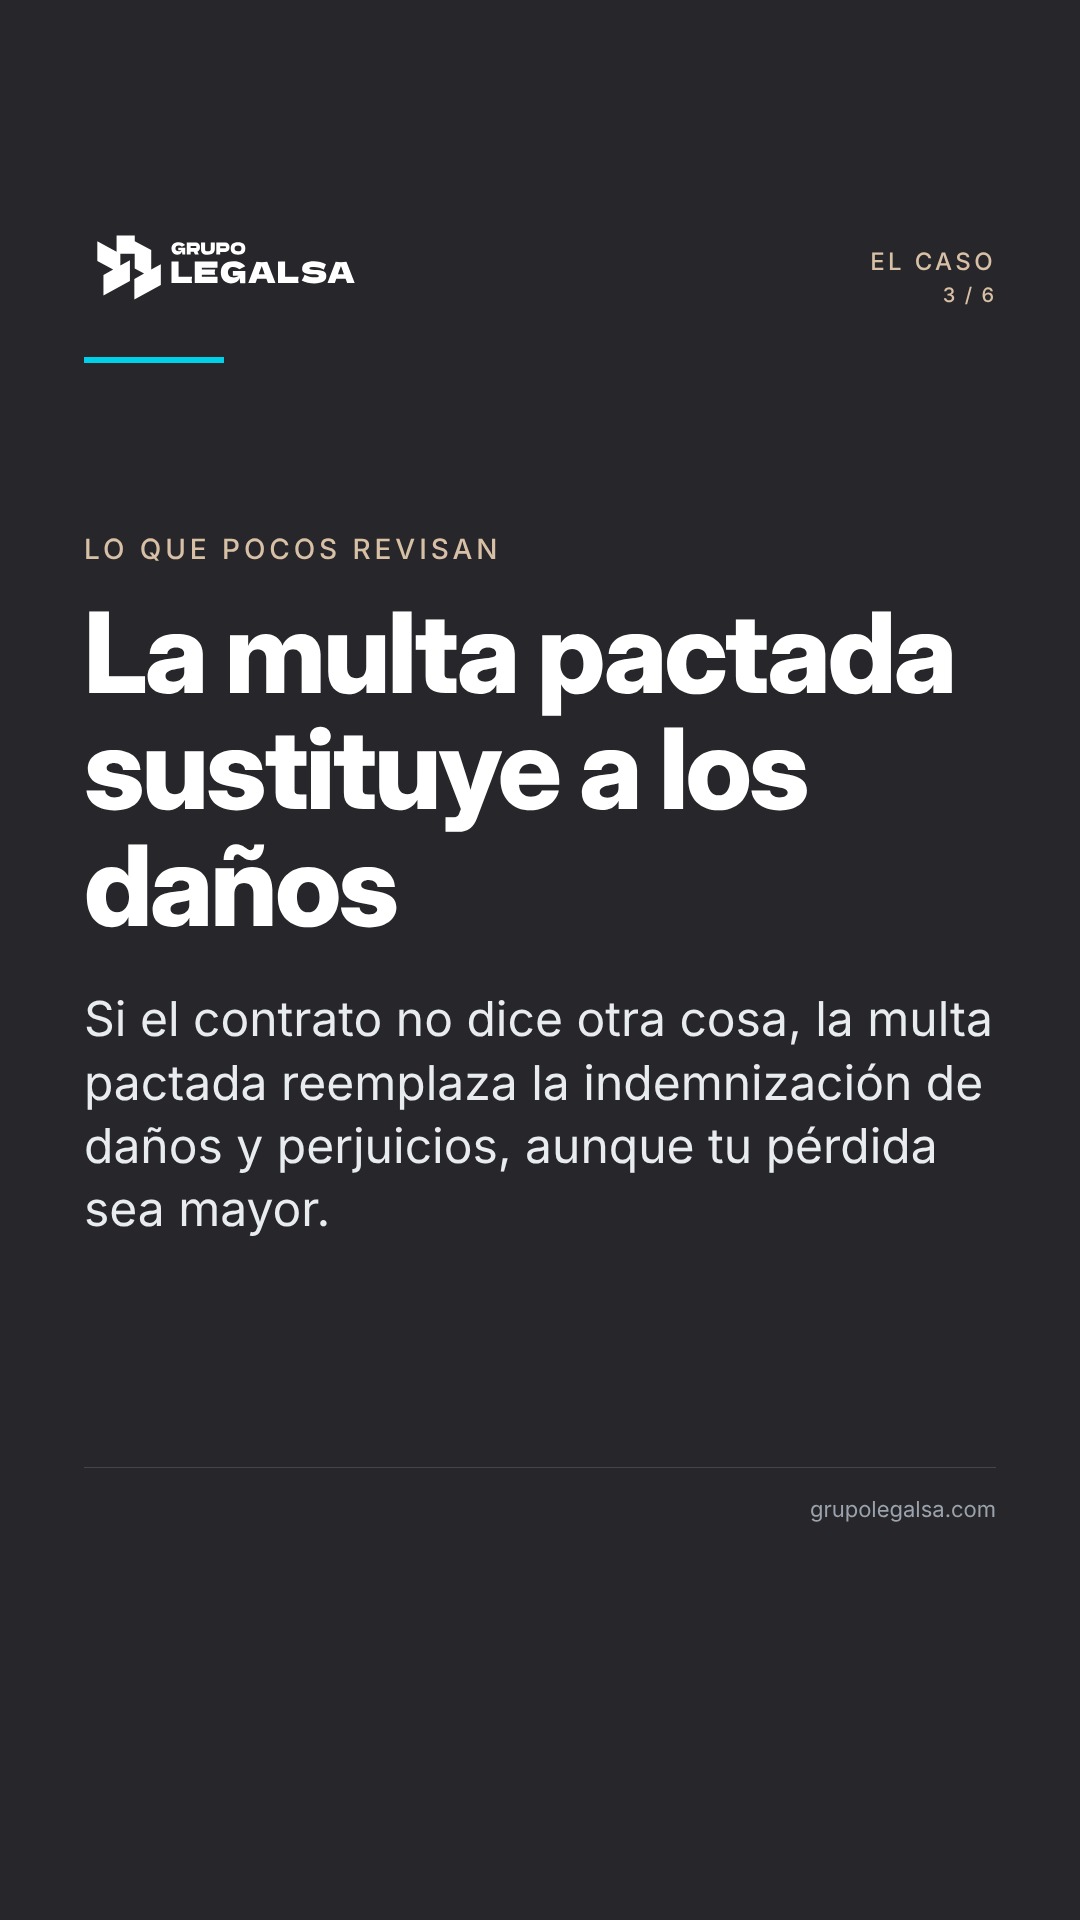 GRUPO
LEGALSA
EL CASO
3 / 6
LO QUE POCOS REVISAN
La multa pactada
sustituye a los
daños
Si el contrato no dice otra cosa, la multa
pactada reemplaza la indemnización de
daños y perjuicios, aunque tu pérdida
sea mayor.
grupolegalsa.com